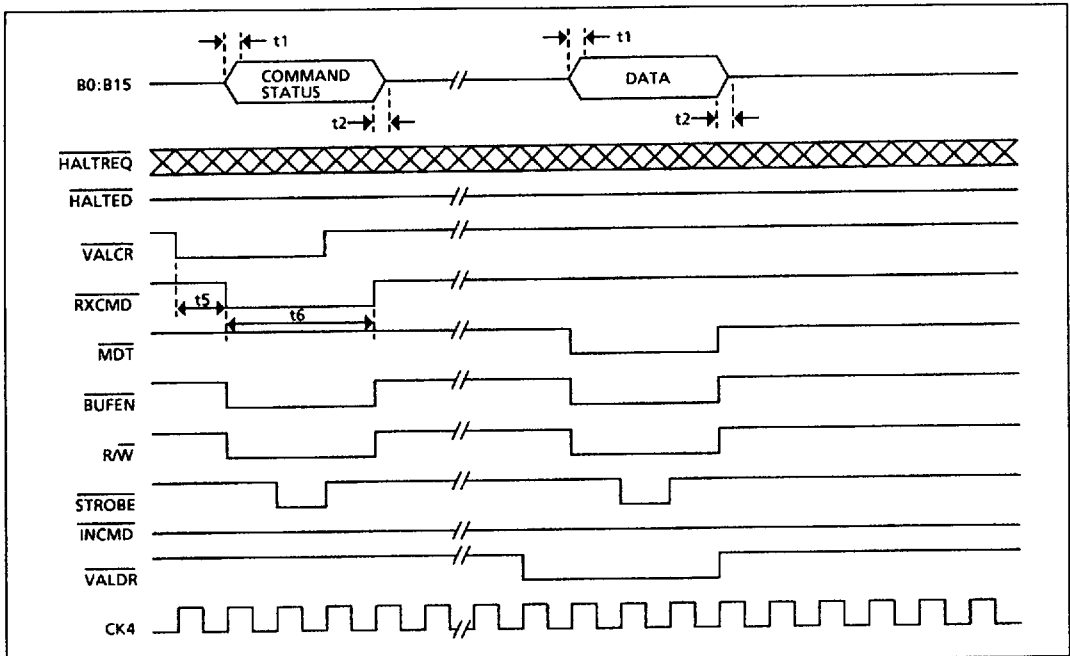 t1
t1
B0:B15
COMMAND
STATUS
DATA
t2
t2
HALTREQ
HALTED
VALCR
RXCMD
t5
t6
MDT
BUFEN
R/W
STROBE
INCMD
VALDR
CK4